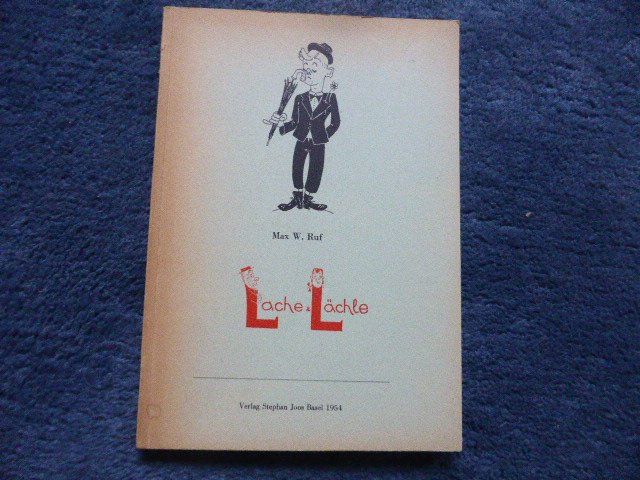 Max W. Ruf
Lache & Lächle
Verlag Stephan Joos Basel 1954